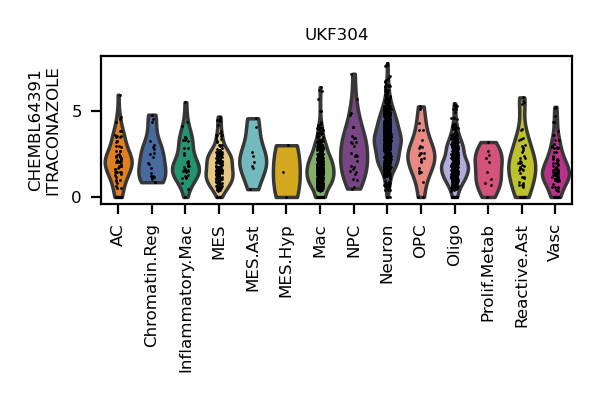 UKF304
CHEMBL64391
ITRACONAZOLE
5
0
AC
Chromatin.Reg
Inflammatory.Mac
MES
MES.Ast
MES.Hyp
Mac
NPC
Neuron
OPC
Oligo
Prolif.Metab
Reactive.Ast
Vasc